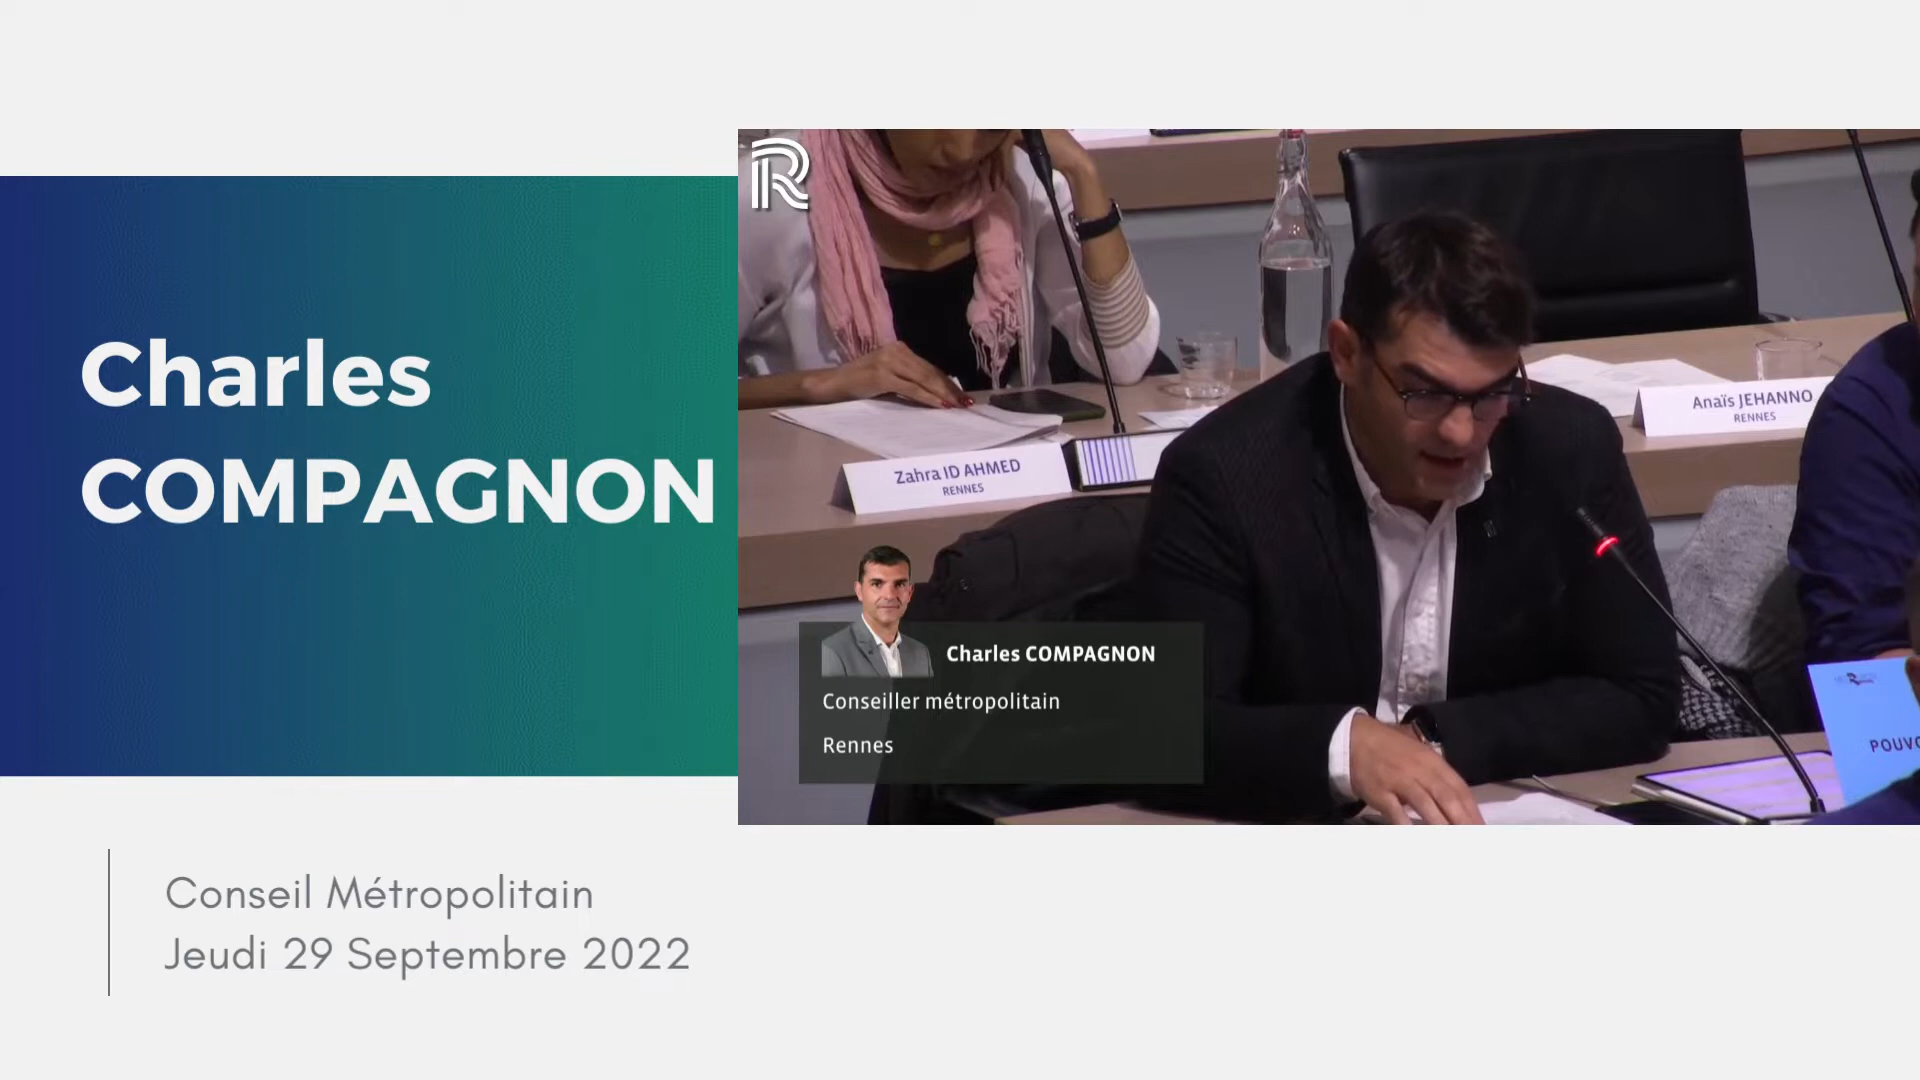 Charles
COMPAGNON
Zahra ID AHMED
RENNES
Anaïs JEHANNO
RENNES
Charles COMPAGNON
Conseiller métropolitain
Rennes
Conseil Métropolitain
Jeudi 29 Septembre 2022